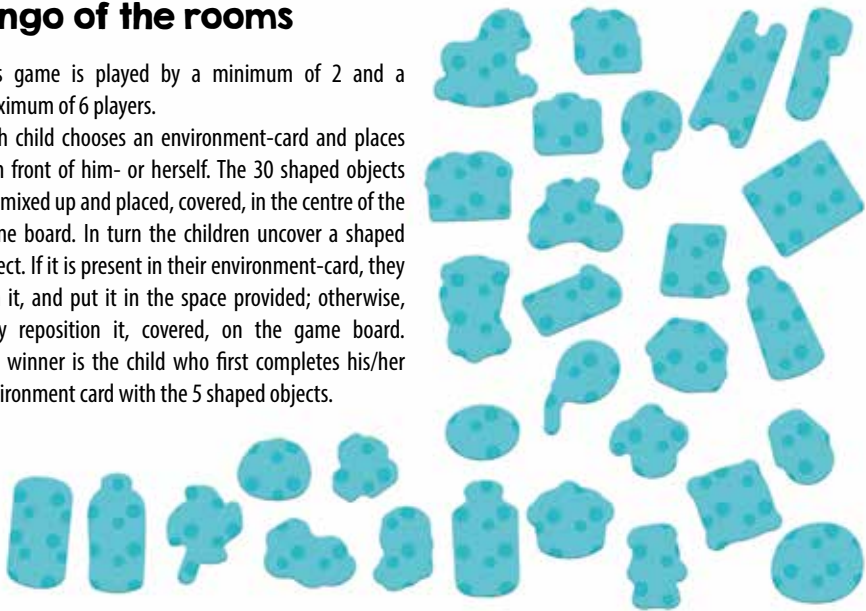 ngo of the rooms
s game is played by a minimum of 2 and a
ximum of 6 players.
h child chooses an environment-card and places
n front of him- or herself. The 30 shaped objects
mixed up and placed, covered, in the centre of the
me board. In turn the children uncover a shaped
ect. If it is present in their environment-card, they
it, and put it in the space provided; otherwise,
y reposition it, covered, on the game board.
winner is the child who first completes his/her
ironment card with the 5 shaped objects.